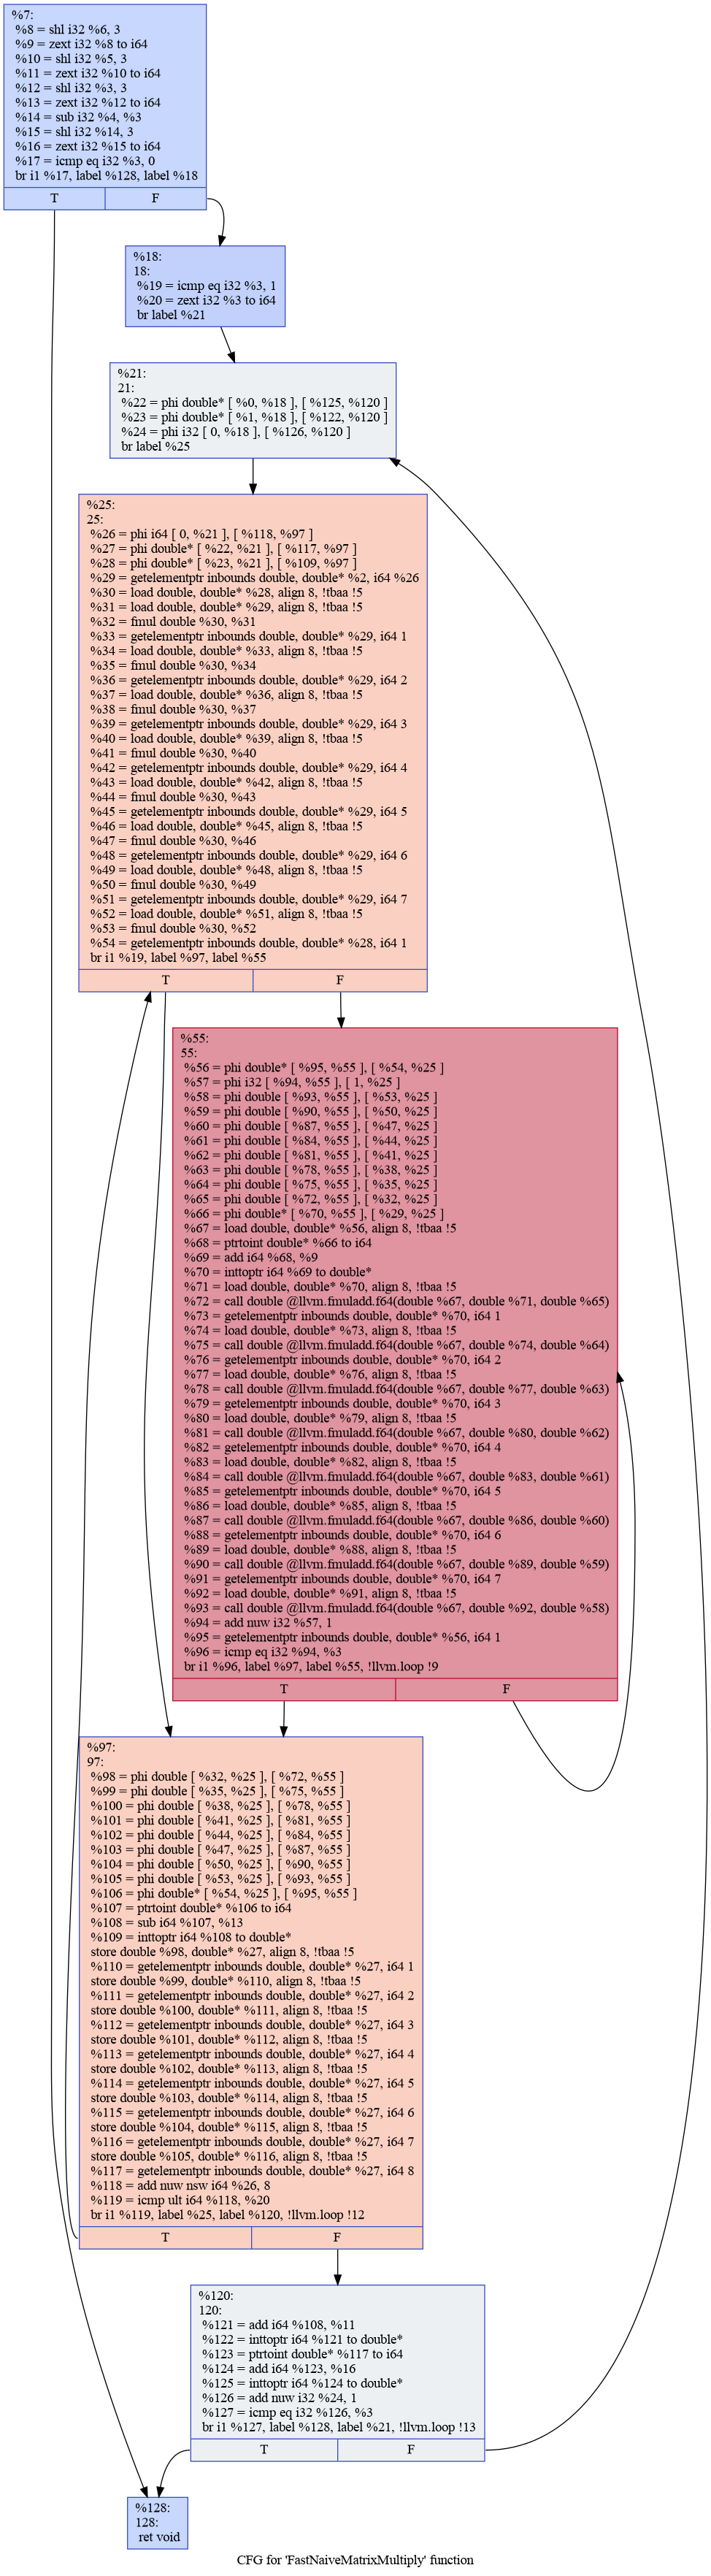 %7:
%8 = shl i32 %6, 3
%9 = zext i32 %8 to i64
%10 = shl i32 %5, 3
%11 = zext i32 %10 to i64
%12 = shl i32 %3, 3
%13 = zext i32 %12 to i64
%14 = sub i32 %4, %3
%15 = shl i32 %14, 3
%16 = zext i32 %15 to i64
%17 = icmp eq i32 %3, 0
br i1 %17, label %128, label %18
T F
%18:
18:
%19 = icmp eq i32 %3, 1
%20 = zext i32 %3 to i64
br label %21
%21:
21:
%22 = phi double* [ %0, %18 ], [ %125, %120 ]
%23 = phi double* [ %1, %18 ], [ %122, %120 ]
%24 = phi i32 [ 0, %18 ], [ %126, %120 ]
br label %25
%25:
25:
%26 = phi i64 [ 0, %21 ], [ %118, %97 ]
%27 = phi double* [ %22, %21 ], [ %117, %97 ]
%28 = phi double* [ %23, %21 ], [ %109, %97 ]
%29 = getelementptr inbounds double, double* %2, i64 %26
%30 = load double, double* %28, align 8, !tbaa !5
%31 = load double, double* %29, align 8, !tbaa !5
%32 = fmul double %30, %31
%33 = getelementptr inbounds double, double* %29, i64 1
%34 = load double, double* %33, align 8, !tbaa !5
%35 = fmul double %30, %34
%36 = getelementptr inbounds double, double* %29, i64 2
%37 = load double, double* %36, align 8, !tbaa !5
%38 = fmul double %30, %37
%39 = getelementptr inbounds double, double* %29, i64 3
%40 = load double, double* %39, align 8, !tbaa !5
%41 = fmul double %30, %40
%42 = getelementptr inbounds double, double* %29, i64 4
%43 = load double, double* %42, align 8, !tbaa !5
%44 = fmul double %30, %43
%45 = getelementptr inbounds double, double* %29, i64 5
%46 = load double, double* %45, align 8, !tbaa !5
%47 = fmul double %30, %46
%48 = getelementptr inbounds double, double* %29, i64 6
%49 = load double, double* %48, align 8, !tbaa !5
%50 = fmul double %30, %49
%51 = getelementptr inbounds double, double* %29, i64 7
%52 = load double, double* %51, align 8, !tbaa !5
%53 = fmul double %30, %52
%54 = getelementptr inbounds double, double* %28, i64 1
br i1 %19, label %97, label %55
T F
%55:
55:
%56 = phi double* [ %95, %55 ], [ %54, %25 ]
%57 = phi i32 [ %94, %55 ], [ 1, %25 ]
%58 = phi double [ %93, %55 ], [ %53, %25 ]
%59 = phi double [ %90, %55 ], [ %50, %25 ]
%60 = phi double [ %87, %55 ], [ %47, %25 ]
%61 = phi double [ %84, %55 ], [ %44, %25 ]
%62 = phi double [ %81, %55 ], [ %41, %25 ]
%63 = phi double [ %78, %55 ], [ %38, %25 ]
%64 = phi double [ %75, %55 ], [ %35, %25 ]
%65 = phi double [ %72, %55 ], [ %32, %25 ]
%66 = phi double* [ %70, %55 ], [ %29, %25 ]
%67 = load double, double* %56, align 8, !tbaa !5
%68 = ptrtoint double* %66 to i64
%69 = add i64 %68, %9
%70 = inttoptr i64 %69 to double*
%71 = load double, double* %70, align 8, !tbaa !5
%72 = call double @llvm.fmuladd.f64(double %67, double %71, double %65)
%73 = getelementptr inbounds double, double* %70, i64 1
%74 = load double, double* %73, align 8, !tbaa !5
%75 = call double @llvm.fmuladd.f64(double %67, double %74, double %64)
%76 = getelementptr inbounds double, double* %70, i64 2
%77 = load double, double* %76, align 8, !tbaa !5
%78 = call double @llvm.fmuladd.f64(double %67, double %77, double %63)
%79 = getelementptr inbounds double, double* %70, i64 3
%80 = load double, double* %79, align 8, !tbaa !5
%81 = call double @llvm.fmuladd.f64(double %67, double %80, double %62)
%82 = getelementptr inbounds double, double* %70, i64 4
%83 = load double, double* %82, align 8, !tbaa !5
%84 = call double @llvm.fmuladd.f64(double %67, double %83, double %61)
%85 = getelementptr inbounds double, double* %70, i64 5
%86 = load double, double* %85, align 8, !tbaa !5
%87 = call double @llvm.fmuladd.f64(double %67, double %86, double %60)
%88 = getelementptr inbounds double, double* %70, i64 6
%89 = load double, double* %88, align 8, !tbaa !5
%90 = call double @llvm.fmuladd.f64(double %67, double %89, double %59)
%91 = getelementptr inbounds double, double* %70, i64 7
%92 = load double, double* %91, align 8, !tbaa !5
%93 = call double @llvm.fmuladd.f64(double %67, double %92, double %58)
%94 = add nuw i32 %57, 1
%95 = getelementptr inbounds double, double* %56, i64 1
%96 = icmp eq i32 %94, %3
br i1 %96, label %97, label %55, !llvm.loop !9
T F
%97:
97:
%98 = phi double [ %32, %25 ], [ %72, %55 ]
%99 = phi double [ %35, %25 ], [ %75, %55 ]
%100 = phi double [ %38, %25 ], [ %78, %55 ]
%101 = phi double [ %41, %25 ], [ %81, %55 ]
%102 = phi double [ %44, %25 ], [ %84, %55 ]
%103 = phi double [ %47, %25 ], [ %87, %55 ]
%104 = phi double [ %50, %25 ], [ %90, %55 ]
%105 = phi double [ %53, %25 ], [ %93, %55 ]
%106 = phi double* [ %54, %25 ], [ %95, %55 ]
%107 = ptrtoint double* %106 to i64
%108 = sub i64 %107, %13
%109 = inttoptr i64 %108 to double*
store double %98, double* %27, align 8, !tbaa !5
%110 = getelementptr inbounds double, double* %27, i64 1
store double %99, double* %110, align 8, !tbaa !5
%111 = getelementptr inbounds double, double* %27, i64 2
store double %100, double* %111, align 8, !tbaa !5
%112 = getelementptr inbounds double, double* %27, i64 3
store double %101, double* %112, align 8, !tbaa !5
%113 = getelementptr inbounds double, double* %27, i64 4
store double %102, double* %113, align 8, !tbaa !5
%114 = getelementptr inbounds double, double* %27, i64 5
store double %103, double* %114, align 8, !tbaa !5
%115 = getelementptr inbounds double, double* %27, i64 6
store double %104, double* %115, align 8, !tbaa !5
%116 = getelementptr inbounds double, double* %27, i64 7
store double %105, double* %116, align 8, !tbaa !5
%117 = getelementptr inbounds double, double* %27, i64 8
%118 = add nuw nsw i64 %26, 8
%119 = icmp ult i64 %118, %20
br i1 %119, label %25, label %120, !llvm.loop !12
T F
%120:
120:
%121 = add i64 %108, %11
%122 = inttoptr i64 %121 to double*
%123 = ptrtoint double* %117 to i64
%124 = add i64 %123, %16
%125 = inttoptr i64 %124 to double*
%126 = add nuw i32 %24, 1
%127 = icmp eq i32 %126, %3
br i1 %127, label %128, label %21, !llvm.loop !13
T F
%128:
128:
ret void
CFG for 'FastNaiveMatrixMultiply' function